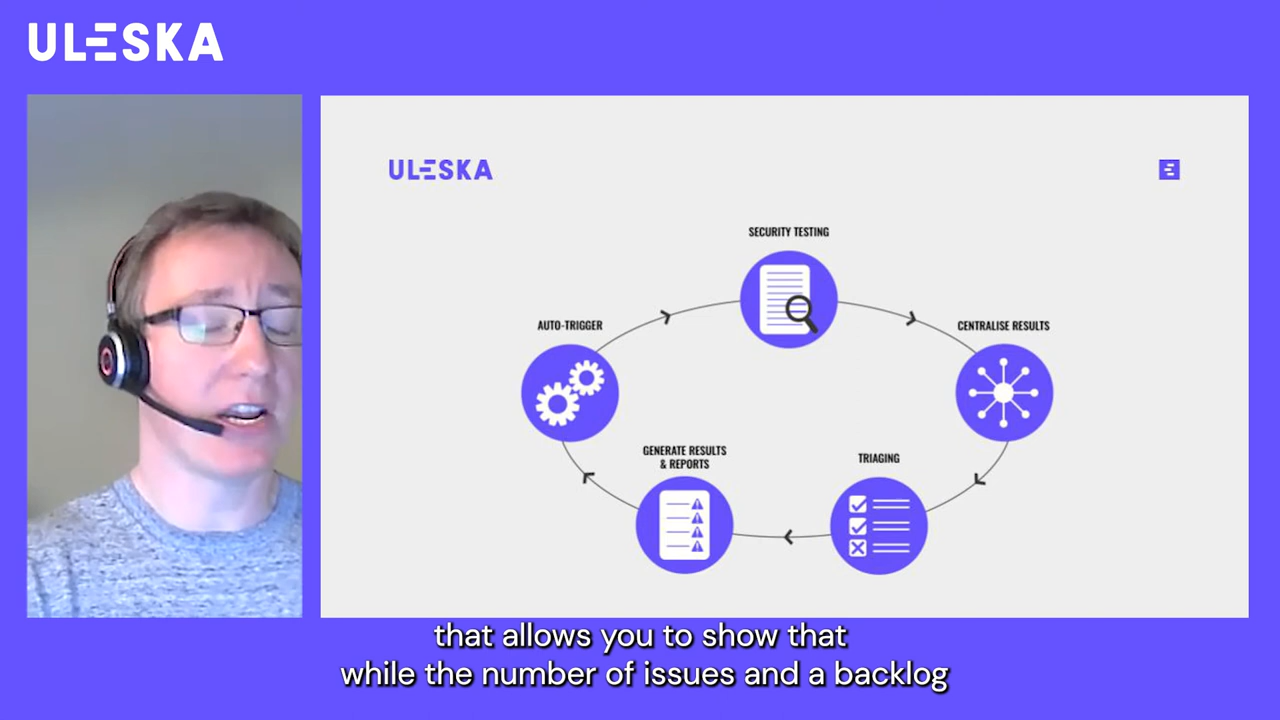 ULESKA
ULESKA
SECURITY TESTING
AUTO-TRIGGER
CENTRALISE RESULTS
GENERATE RESULTS
& REPORTS
TRIAGING
that allows you to show that
while the number of issues and a backlog